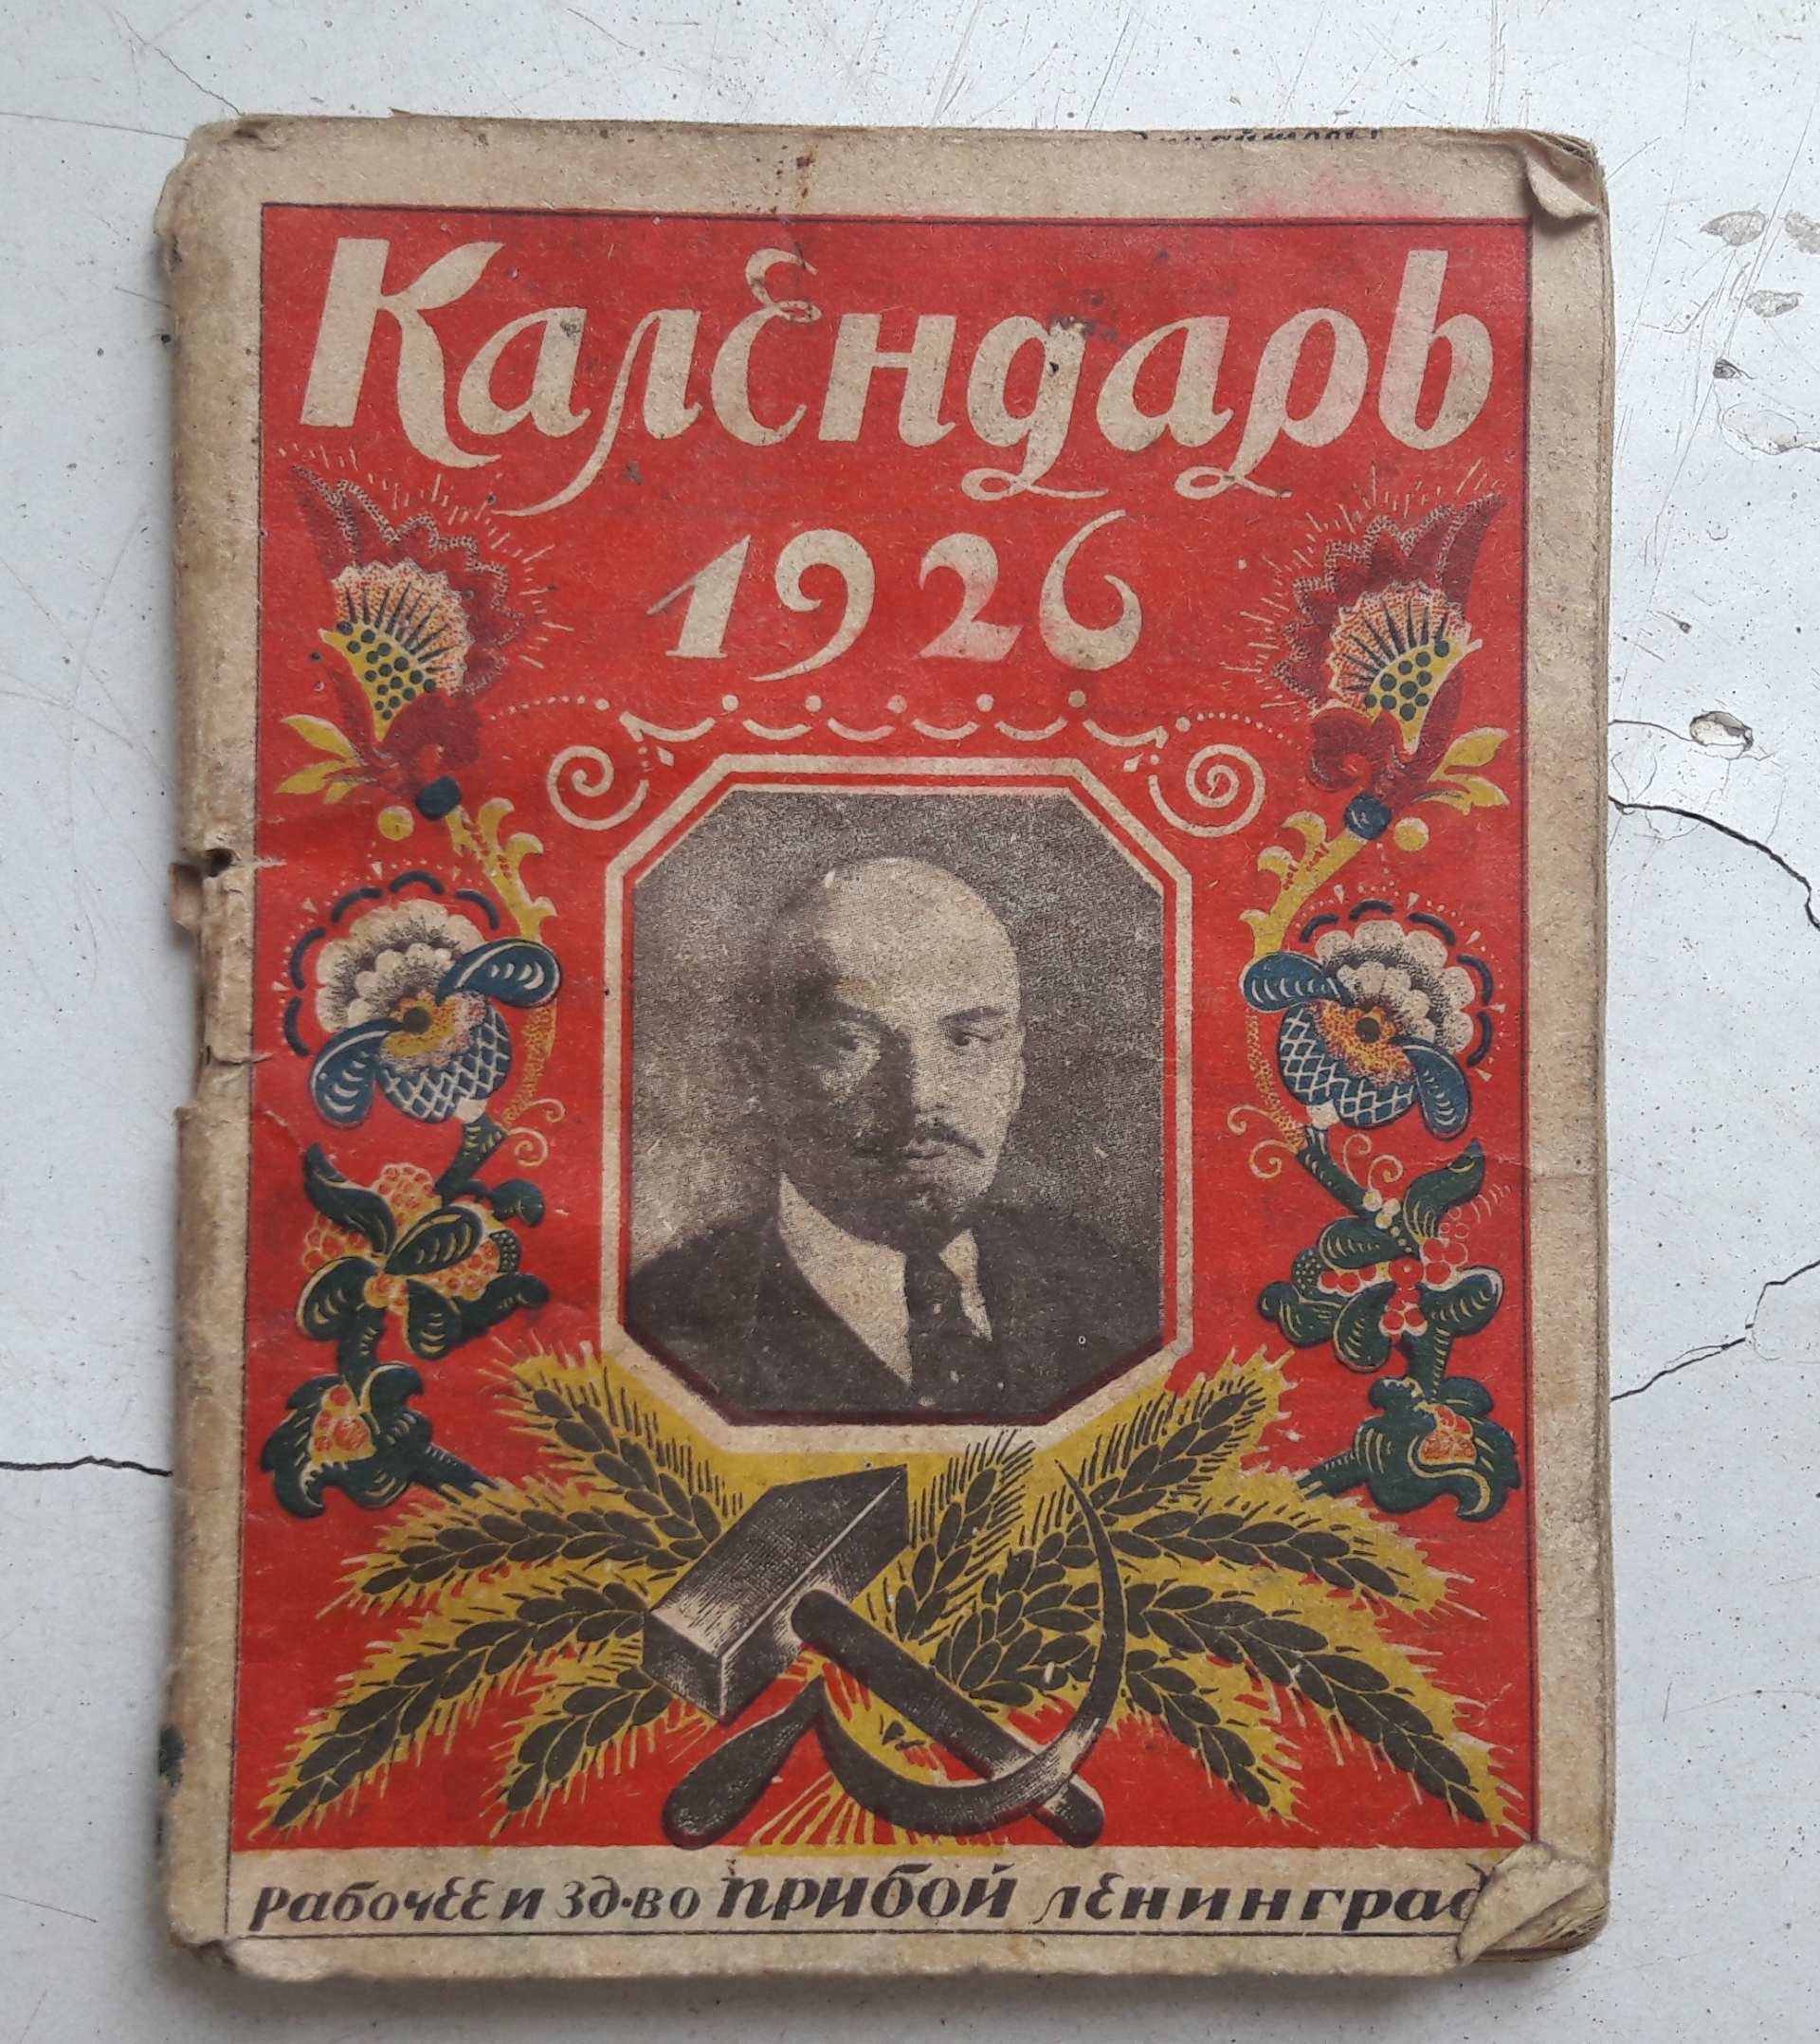 Календарь
1926
Рабочее изд-во прибой ленинград